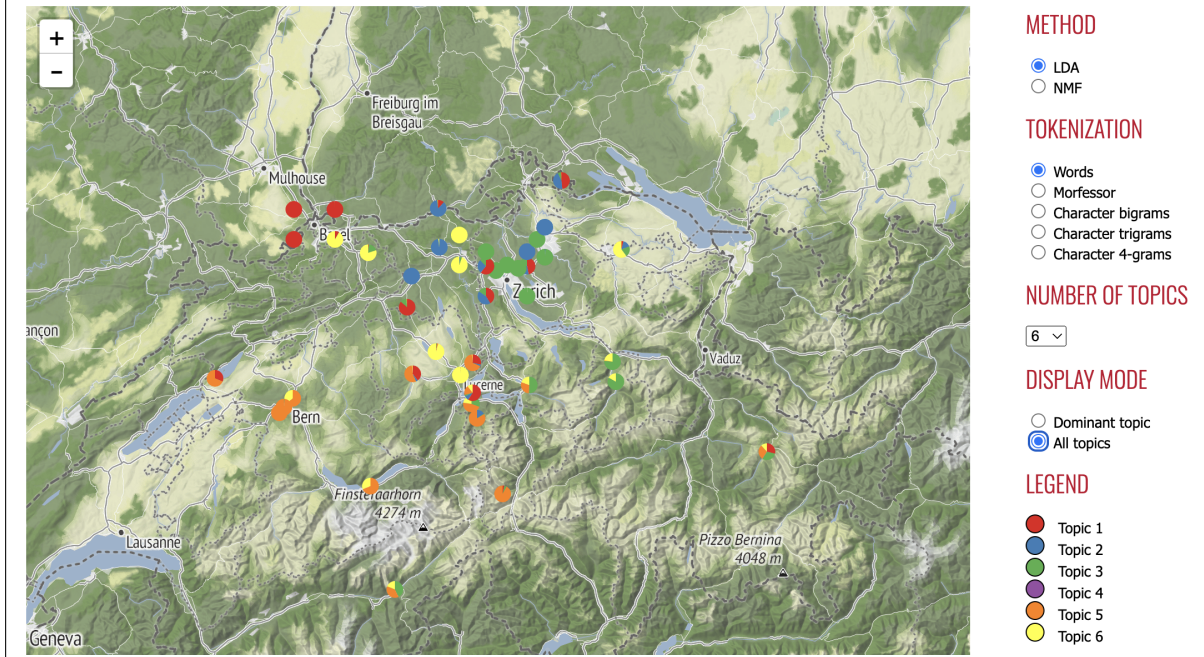 +
−
Freiburg im
Breisgau
Mulhouse
Basel
Zürich
ançon
Vaduz
Lucerne
Bern
Finsteraarhorn
4274 m
Lausanne
Pizzo Bernina
4048 m
Geneva
METHOD
LDA
NMF
TOKENIZATION
Words
Morfessor
Character bigrams
Character trigrams
Character 4-grams
NUMBER OF TOPICS
6
DISPLAY MODE
Dominant topic
All topics
LEGEND
Topic 1
Topic 2
Topic 3
Topic 4
Topic 5
Topic 6